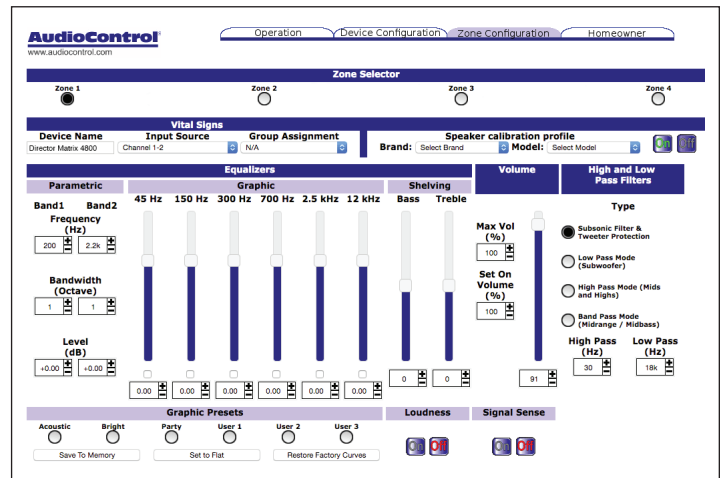 AudioControl
www.audiocontrol.com
Operation Device Configuration Zone Configuration Homeowner
Zone Selector
Zone 1 Zone 2 Zone 3 Zone 4
Vital Signs
Device Name Input Source Group Assignment
Director Matrix 4800 Channel 1-2 N/A
Speaker calibration profile
Brand: Select Brand Model: Select Model On Off
Equalizers
Parametric Graphic Shelving
Band1 Band2
Frequency
(Hz)
200 2.2k
Bandwidth
(Octave)
1 1
Level
(dB)
+0.00 +0.00
45 Hz 150 Hz 300 Hz 700 Hz 2.5 kHz 12 kHz
0.00 0.00 0.00 0.00 0.00 0.00
Bass Treble
0 0
Volume
Max Vol
(%)
100
Set On
Volume
(%)
100
91
High and Low
Pass Filters
Type
Subsonic Filter &
Tweeter Protection
Low Pass Mode
(Subwoofer)
High Pass Mode (Mids
and Highs)
Band Pass Mode
(Midrange / Midbass)
High Pass
(Hz)
30
Low Pass
(Hz)
18k
Graphic Presets
Acoustic Bright Party User 1 User 2 User 3
Save To Memory Set to Flat Restore Factory Curves
Loudness
On Off
Signal Sense
On Off